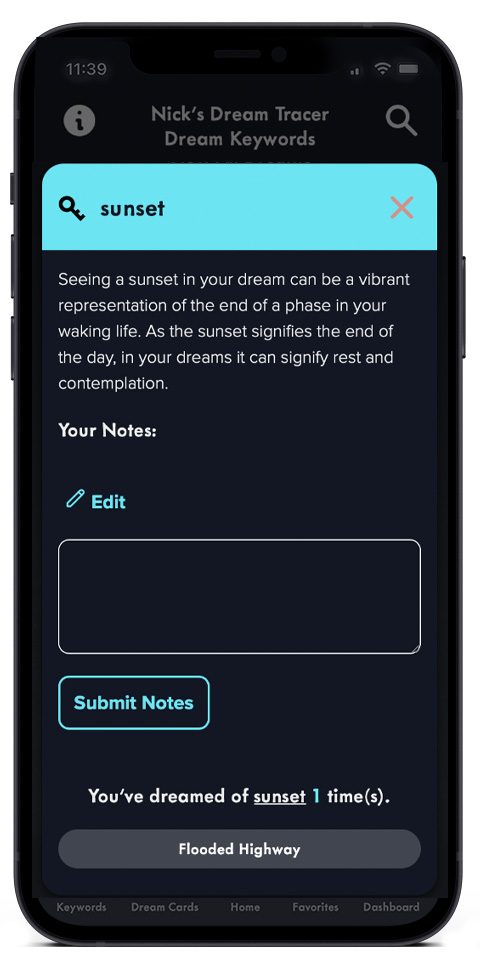 11:39
Nick's Dream Tracer
Dream Keywords
sunset
Seeing a sunset in your dream can be a vibrant
representation of the end of a phase in your
waking life. As the sunset signifies the end of
the day, in your dreams it can signify rest and
contemplation.
Your Notes:
Edit
Submit Notes
You've dreamed of sunset 1 time(s).
Flooded Highway
Keywords Dream Cards Home Favorites Dashboard